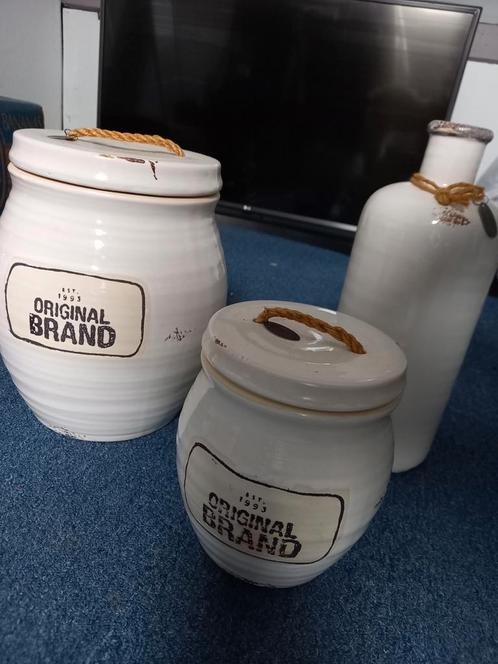 EST.
1993
ORIGINAL
BRAND
EST.
1993
ORIGINAL
BRAND